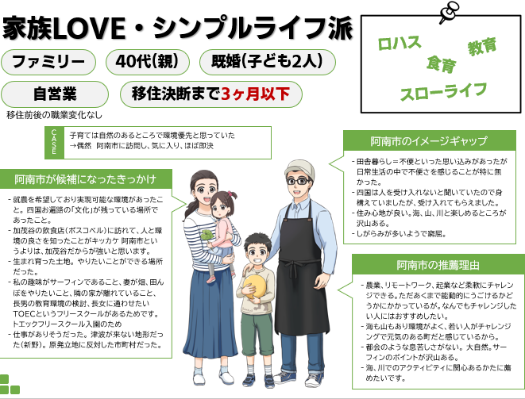 家族LOVE・シンプルライフ派
ファミリー
40代(親)
既婚(子ども2人)
自営業
移住決断まで3ヶ月以下
移住前後の職業変化なし
ロハス
教育
食育
スローライフ
CASE
子育ては自然のあるところで環境優先と思っていた
→偶然 阿南市に訪問し、気に入り、ほぼ即決
阿南市が候補になったきっかけ
- 就農を希望しており実現可能な環境があったこ
と。四国お遍路の「文化」が残っている場所で
あったこと。
- 加茂谷の飲食店(ボスコベル)に訪れて、人と環
境の良さを知ったことがキッカケ 阿南市とい
うよりは、加茂谷だからが強いと思います。
- 生まれ育った土地。やりたいことができる場所
だった。
- 私の趣味がサーフィンであること、妻が畑、田ん
ぼをやりたいこと、隣の家が離れていること、
長男の教育環境の検討、長女に通わせたい
TOECというフリースクールがあるためです。
トエックフリースクール入園のため
- 仕事がありそうだった。津波が来ない地形だっ
た(新野)。原発立地に反対した市町村だった。
阿南市のイメージギャップ
- 田舎暮らし=不便といった思い込みがあったが
日常生活の中で不便さを感じることが特に無
かった。
- 四国は人を受け入れないと聞いていたので身
構えていましたが、受け入れてもらえました。
- 住み心地が良い。海、山、川と楽しめるところが
沢山ある。
- しがらみが多いようで窮屈。
阿南市の推薦理由
- 農業、リモートワーク、起業など柔軟にチャレン
ジできる。ただあくまで能動的にうごけるかど
うかにかかっているが、なんでもチャレンジした
い人にはおすすめしたい。
- 海も山もあり環境がよく、若い人がチャレンジン
グで元気のある町だと感じているから。
- 都会のような息苦しさがない。大自然。サー
フィンのポイントが沢山ある。
- 海、川でのアクティビティに関心あるかたに薦
めたいです。